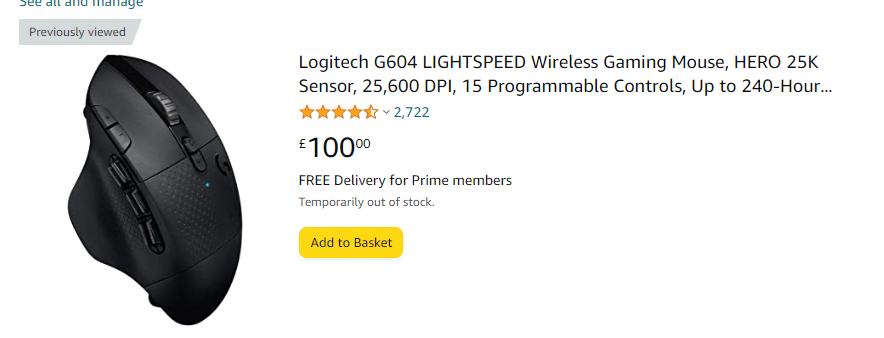 See all and manage
Previously viewed
Logitech G604 LIGHTSPEED Wireless Gaming Mouse, HERO 25K
Sensor, 25,600 DPI, 15 Programmable Controls, Up to 240-Hour...
2,722
£10000
FREE Delivery for Prime members
Temporarily out of stock.
Add to Basket